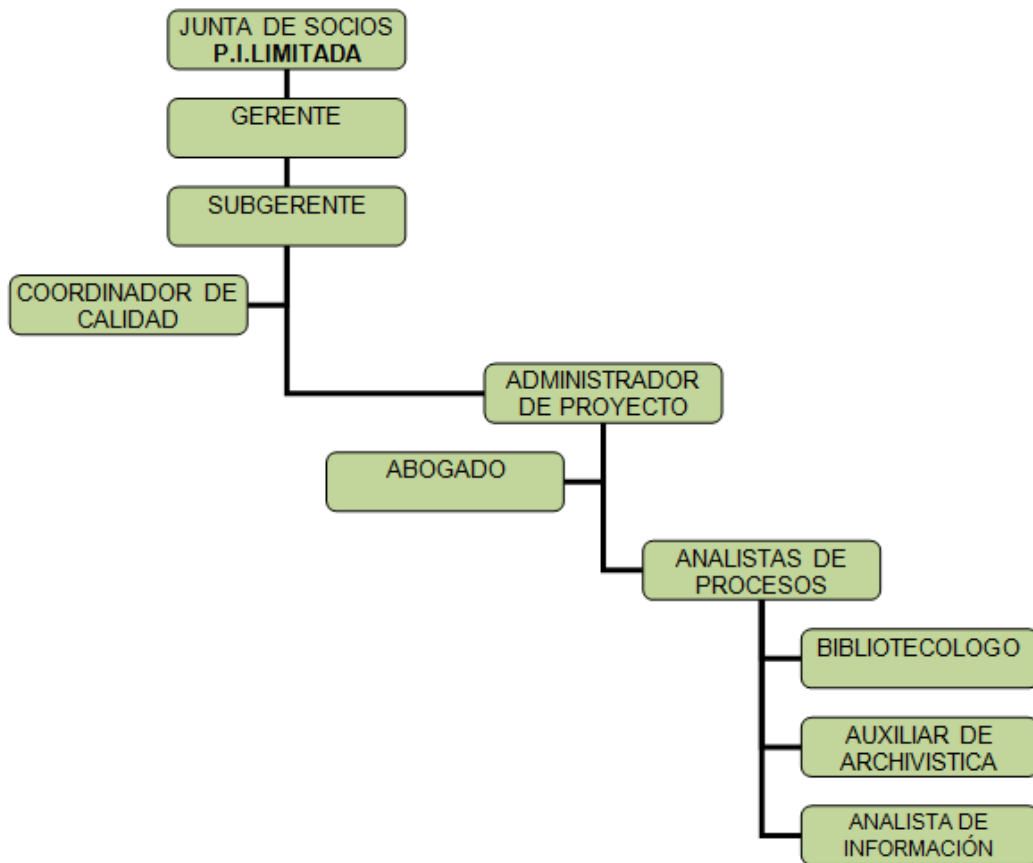 JUNTA DE SOCIOS
P.I.LIMITADA
GERENTE
SUBGERENTE
COORDINADOR DE
CALIDAD
ADMINISTRADOR
DE PROYECTO
ABOGADO
ANALISTAS DE
PROCESOS
BIBLIOTECOLOGO
AUXILIAR DE
ARCHIVISTICA
ANALISTA DE
INFORMACIÓN